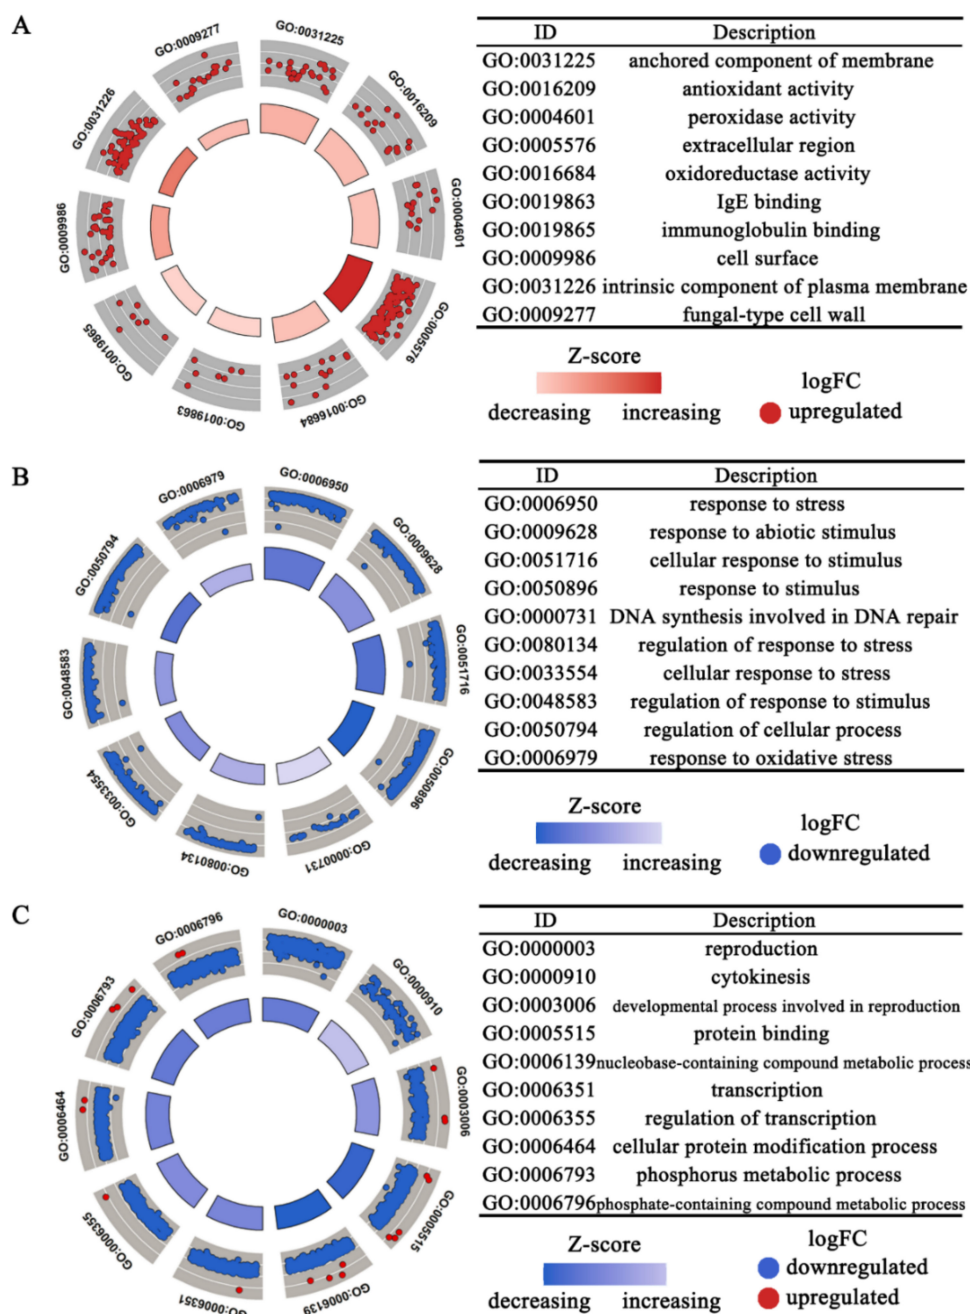 A
GO:0009277
GO:0031225
GO:0016209
GO:0004601
GO:0005576
GO:0016684
GO:0019863
GO:0019865
GO:0009986
GO:0031226
ID Description
GO:0031225 anchored component of membrane
GO:0016209 antioxidant activity
GO:0004601 peroxidase activity
GO:0005576 extracellular region
GO:0016684 oxidoreductase activity
GO:0019863 IgE binding
GO:0019865 immunoglobulin binding
GO:0009986 cell surface
GO:0031226 intrinsic component of plasma membrane
GO:0009277 fungal-type cell wall
Z-score
decreasing increasing
logFC
upregulated
B
GO:0006979
GO:0006950
GO:0009628
GO:0051716
GO:0050896
GO:0000731
GO:0080134
GO:0033554
GO:0048583
GO:0050794
ID Description
GO:0006950 response to stress
GO:0009628 response to abiotic stimulus
GO:0051716 cellular response to stimulus
GO:0050896 response to stimulus
GO:0000731 DNA synthesis involved in DNA repair
GO:0080134 regulation of response to stress
GO:0033554 cellular response to stress
GO:0048583 regulation of response to stimulus
GO:0050794 regulation of cellular process
GO:0006979 response to oxidative stress
Z-score
decreasing increasing
logFC
downregulated
C
GO:0006796
GO:0000003
GO:0000910
GO:0003006
GO:0005515
GO:0006139
GO:0006351
GO:0006355
GO:0006464
GO:0006793
ID Description
GO:0000003 reproduction
GO:0000910 cytokinesis
GO:0003006 developmental process involved in reproduction
GO:0005515 protein binding
GO:0006139 nucleobase-containing compound metabolic process
GO:0006351 transcription
GO:0006355 regulation of transcription
GO:0006464 cellular protein modification process
GO:0006793 phosphorus metabolic process
GO:0006796 phosphate-containing compound metabolic process
Z-score
decreasing increasing
logFC
downregulated
upregulated